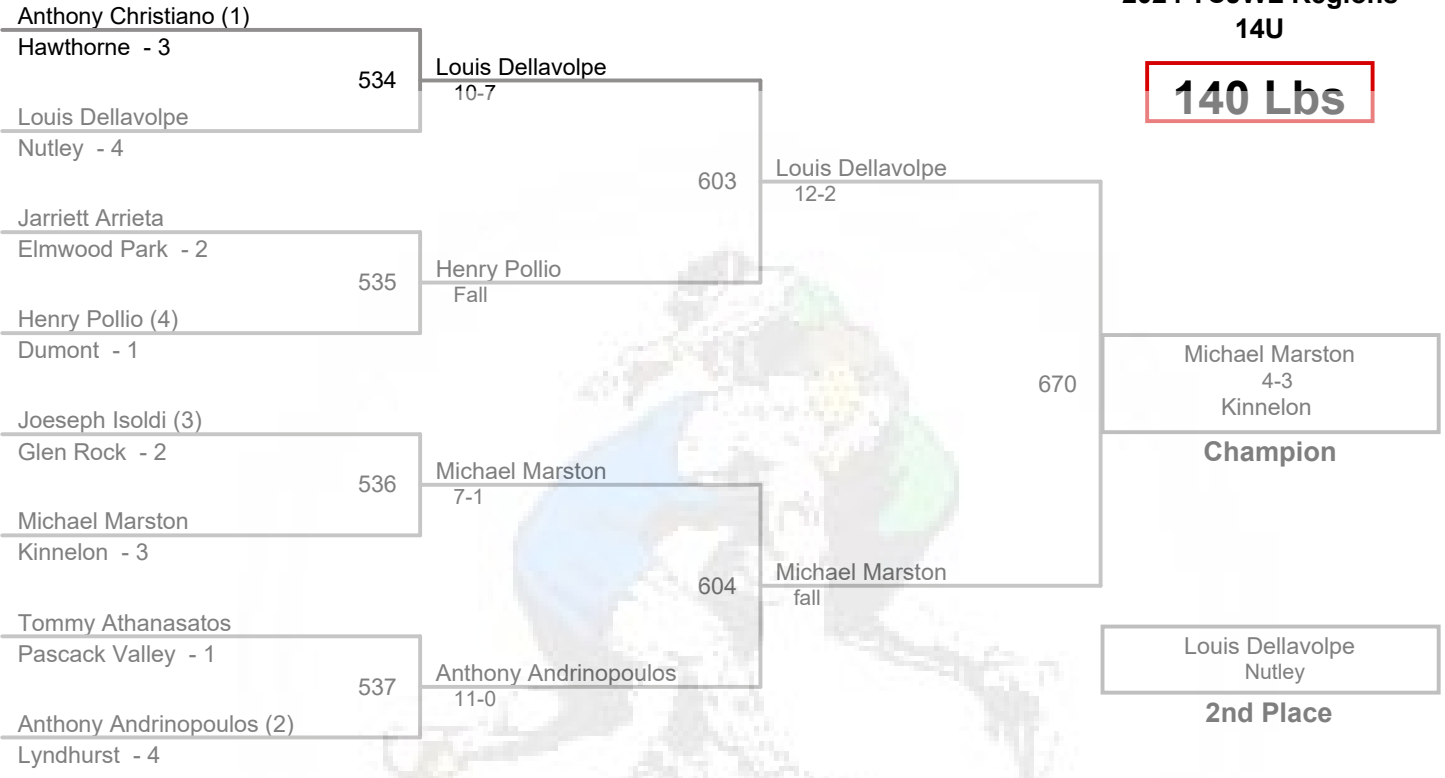 Anthony Christiano (1)
Hawthorne - 3
534
Louis Dellavolpe
10-7
Louis Dellavolpe
Nutley - 4
603
Louis Dellavolpe
12-2
Jarriett Arrieta
Elmwood Park - 2
535
Henry Pollio
Fall
Henry Pollio (4)
Dumont - 1
670
Michael Marston
4-3
Kinnelon
Champion
Joeseph Isoldi (3)
Glen Rock - 2
536
Michael Marston
7-1
Michael Marston
Kinnelon - 3
604
Michael Marston
fall
Tommy Athanasatos
Pascack Valley - 1
537
Anthony Andrinopoulos
11-0
Anthony Andrinopoulos (2)
Lyndhurst - 4
Louis Dellavolpe
Nutley
2nd Place
14U
140 Lbs